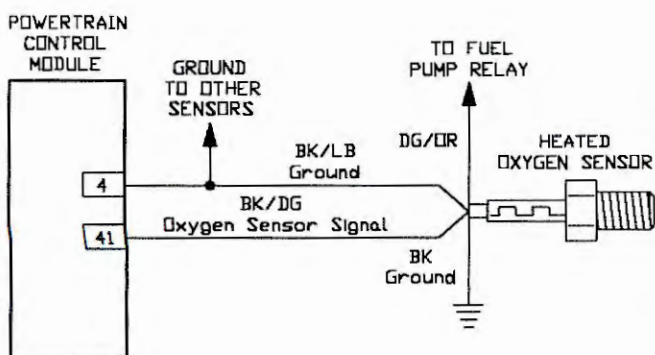 POWERTRAIN
CONTROL
MODULE
GROUND
TO OTHER
SENSORS
TO FUEL
PUMP RELAY
HEATED
OXYGEN SENSOR
DG/OR
BK/LB
Ground
4
BK/DG
Oxygen Sensor Signal
41
BK
Ground